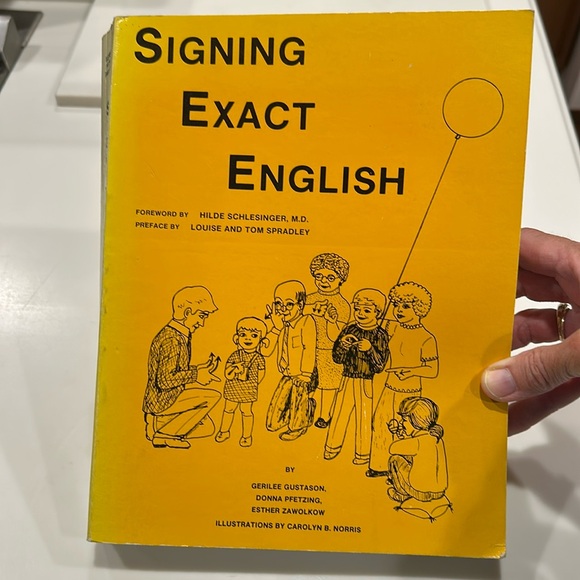 SIGNING
EXACT
ENGLISH
FOREWORD BY HILDE SCHLESINGER, M.D.
PREFACE BY LOUISE AND TOM SPRADLEY
BY
GERILEE GUSTASON,
DONNA PFETZING,
ESTHER ZAWOLKOW
ILLUSTRATIONS BY CAROLYN B. NORRIS